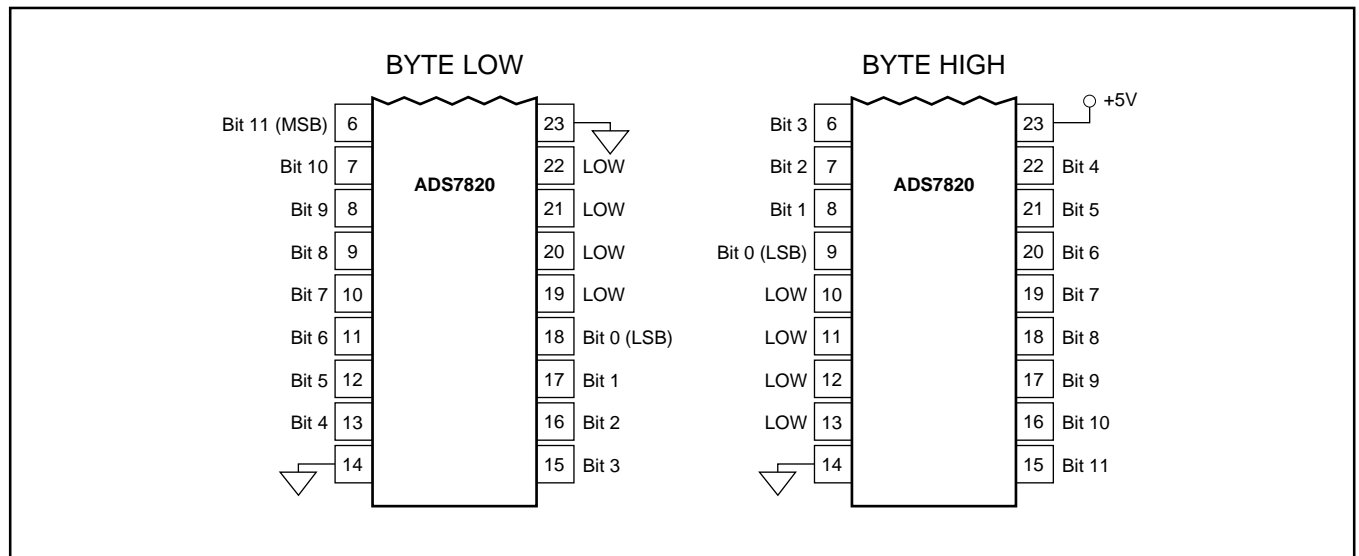 BYTE LOW
Bit 11 (MSB) 6 23
Bit 10 7 22 LOW
ADS7820
Bit 9 8 21 LOW
Bit 8 9 20 LOW
Bit 7 10 19 LOW
Bit 6 11 18 Bit 0 (LSB)
Bit 5 12 17 Bit 1
Bit 4 13 16 Bit 2
14 15 Bit 3
BYTE HIGH
+5V
Bit 3 6 23
Bit 2 7 22 Bit 4
ADS7820
Bit 1 8 21 Bit 5
Bit 0 (LSB) 9 20 Bit 6
LOW 10 19 Bit 7
LOW 11 18 Bit 8
LOW 12 17 Bit 9
LOW 13 16 Bit 10
14 15 Bit 11